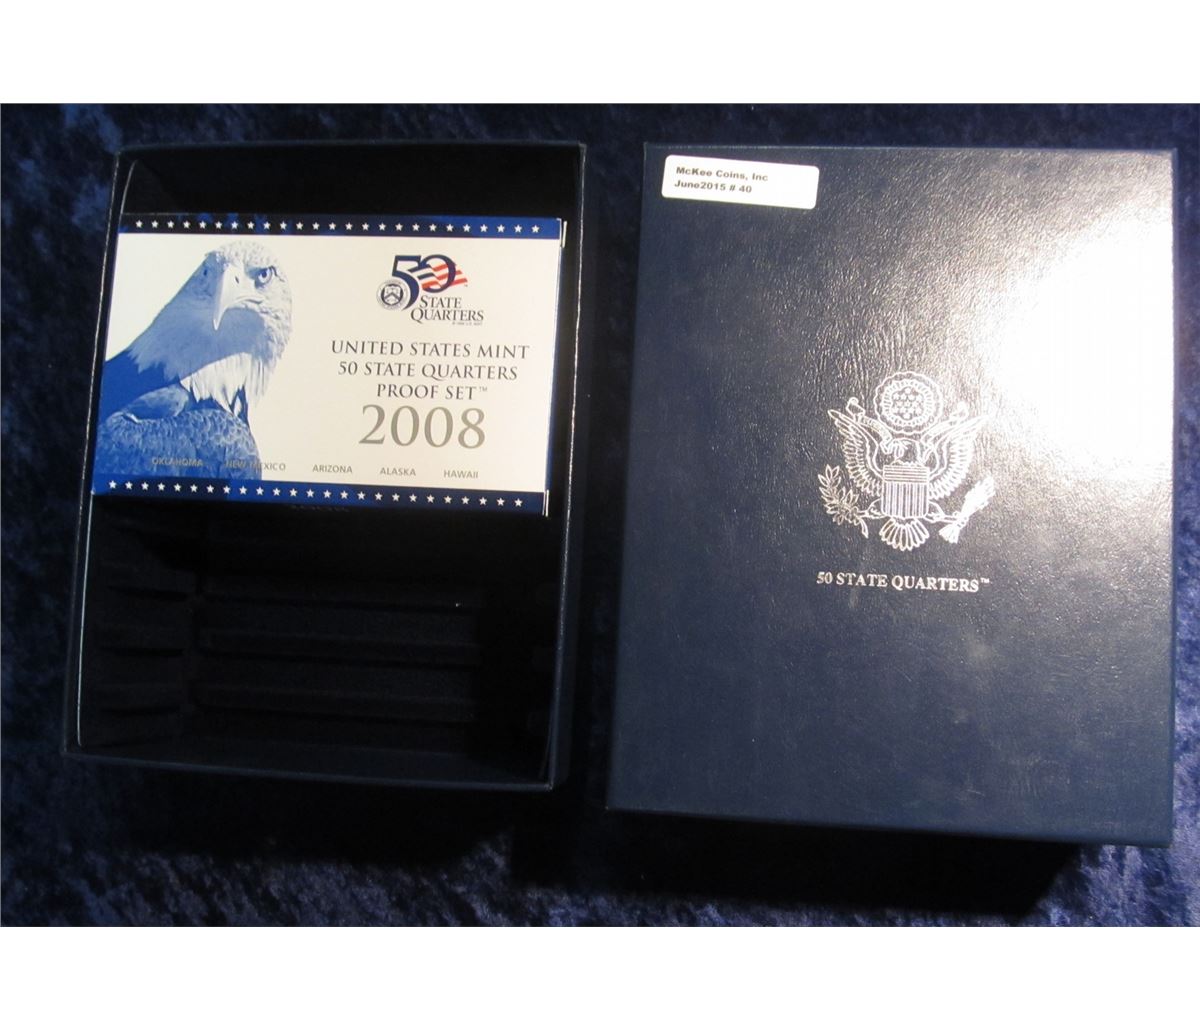 50
STATE
QUARTERS
UNITED STATES MINT
50 STATE QUARTERS
PROOF SET™
2008
OKLAHOMA NEW MEXICO ARIZONA ALASKA HAWAII
McKee Coins, Inc
June2015 # 40
50 STATE QUARTERS™